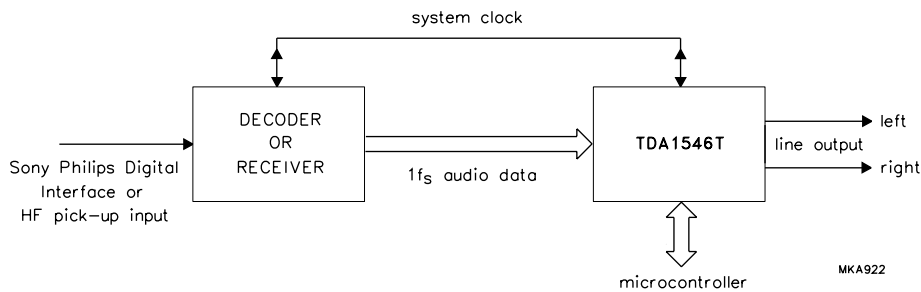 system clock
DECODER
OR
RECEIVER
TDA1546T
left
line output
right
Sony Philips Digital
Interface or
HF pick-up input
1fS audio data
microcontroller
MKA922